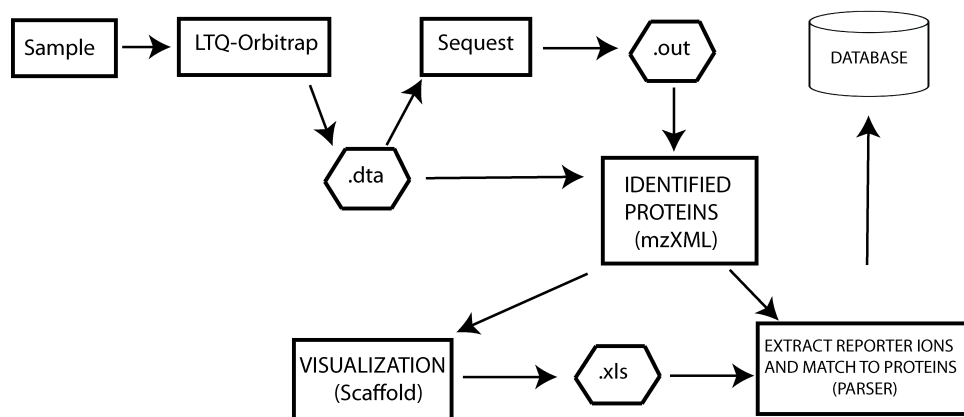 Sample
LTQ-Orbitrap
Sequest
.out
DATABASE
.dta
IDENTIFIED
PROTEINS
(mzXML)
VISUALIZATION
(Scaffold)
.xls
EXTRACT REPORTER IONS
AND MATCH TO PROTEINS
(PARSER)